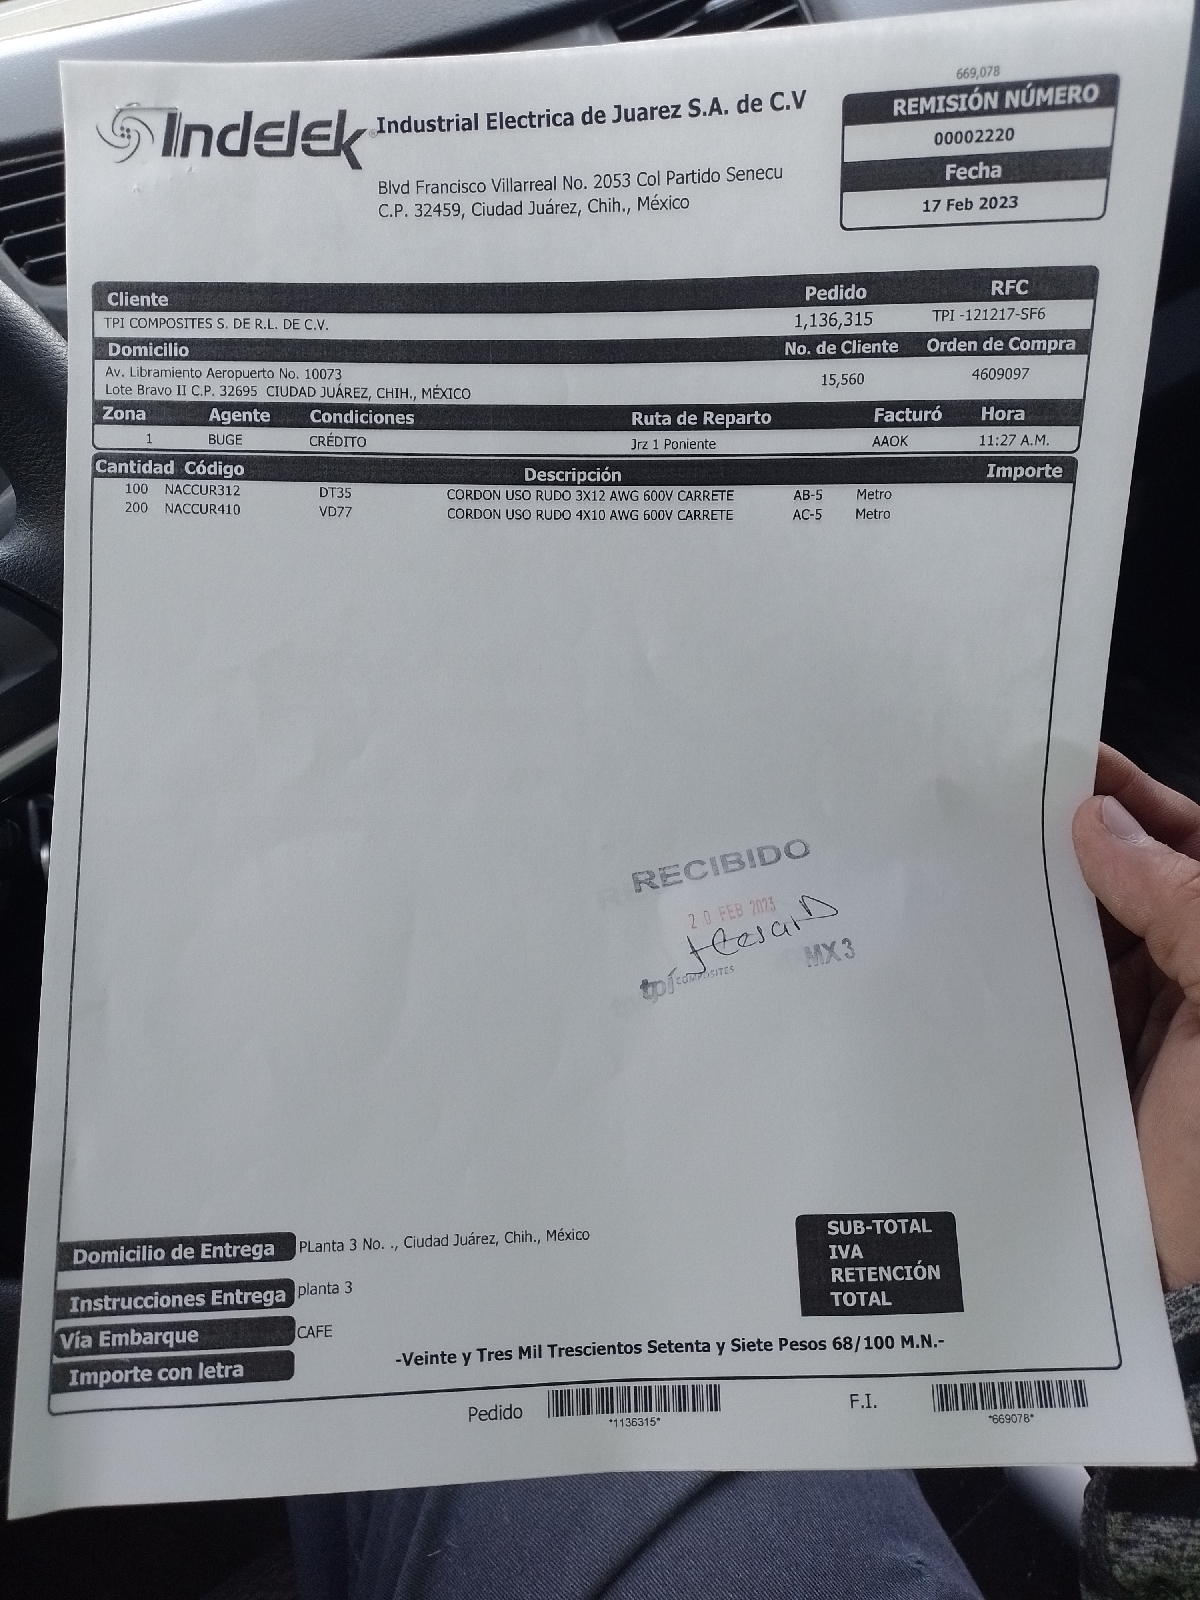 669,078
Indelek® Industrial Electrica de Juarez S.A. de C.V
REMISIÓN NÚMERO
00002220
Fecha
17 Feb 2023
Blvd Francisco Villarreal No. 2053 Col Partido Senecu
C.P. 32459, Ciudad Juárez, Chih., México
Cliente Pedido RFC
TPI COMPOSITES S. DE R.L. DE C.V. 1,136,315 TPI -121217-SF6
Domicilio No. de Cliente Orden de Compra
Av. Libramiento Aeropuerto No. 10073 15,560 4609097
Lote Bravo II C.P. 32695 CIUDAD JUÁREZ, CHIH., MÉXICO
Zona Agente Condiciones Ruta de Reparto Facturó Hora
1 BUGE CRÉDITO Jrz 1 Poniente AAOK 11:27 A.M.
Cantidad Código Descripción Importe
100 NACCUR312 DT35 CORDON USO RUDO 3X12 AWG 600V CARRETE AB-5 Metro
200 NACCUR410 VD77 CORDON USO RUDO 4X10 AWG 600V CARRETE AC-5 Metro
RECIBIDO
20 FEB 2023
MX3
tpi COMPOSITES
Domicilio de Entrega PLanta 3 No. ., Ciudad Juárez, Chih., México
Instrucciones Entrega planta 3
Vía Embarque CAFE
Importe con letra -Veinte y Tres Mil Trescientos Setenta y Siete Pesos 68/100 M.N.-
SUB-TOTAL
IVA
RETENCIÓN
TOTAL
Pedido *1136315* F.I. *669078*